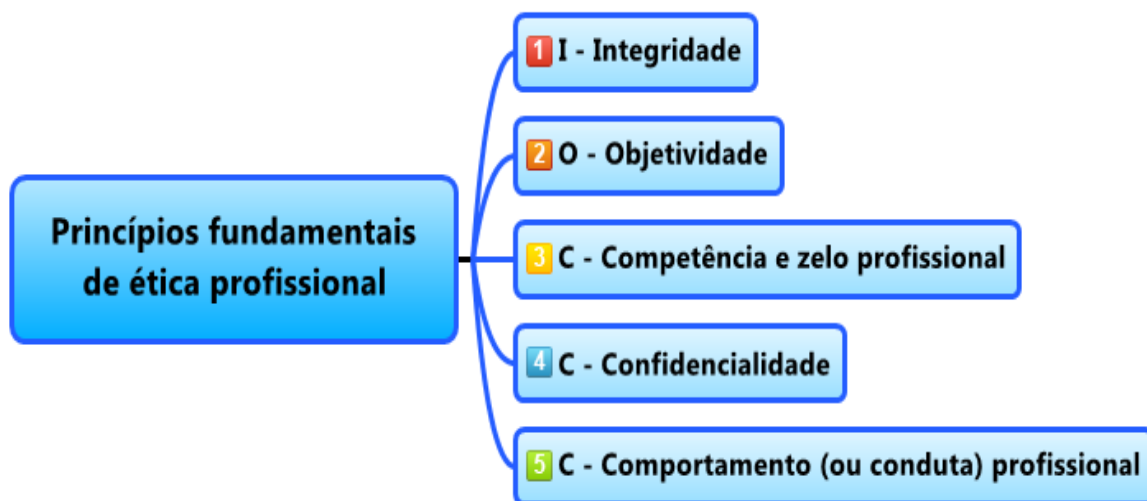 1 I - Integridade
2 O - Objetividade
Princípios fundamentais
de ética profissional
3 C - Competência e zelo profissional
4 C - Confidencialidade
5 C - Comportamento (ou conduta) profissional